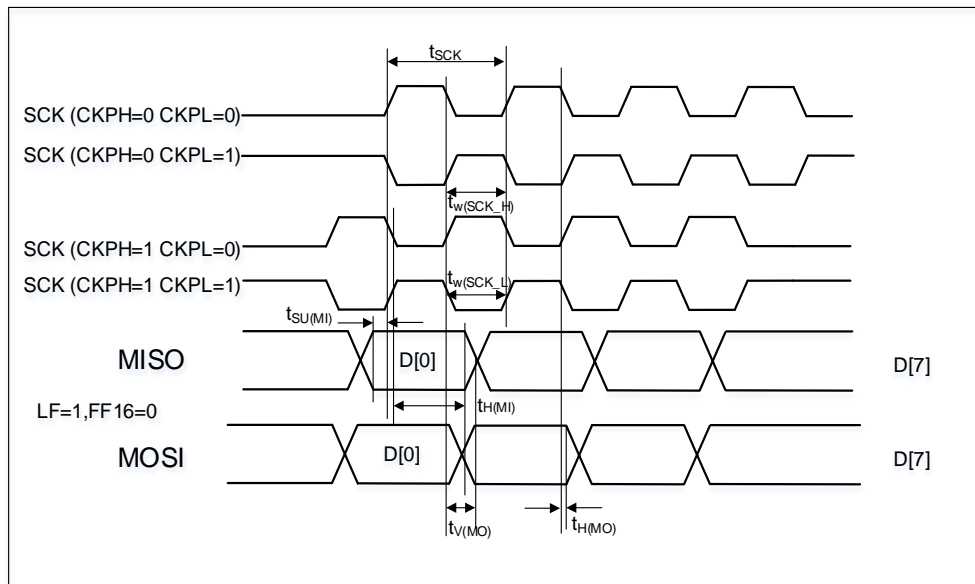 tSCK
SCK (CKPH=0 CKPL=0)
SCK (CKPH=0 CKPL=1)
tw(SCK_H)
SCK (CKPH=1 CKPL=0)
SCK (CKPH=1 CKPL=1)
tw(SCK_L)
tSU(MI)
MISO
D[0]
D[7]
LF=1,FF16=0
tH(MI)
MOSI
D[0]
D[7]
tV(MO)
tH(MO)